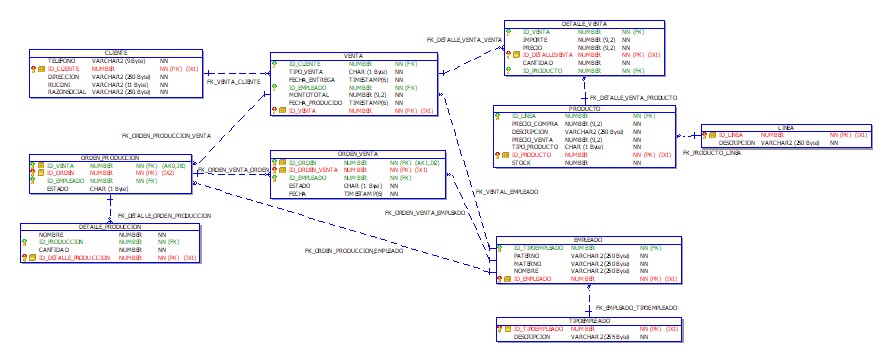 DETALLE_VENTA
ID_VENTA NUMBER NN (FK)
IMPORTE NUMBER (9,2) NN
PRECIO NUMBER (9,2) NN
ID_DETALLEVENTA NUMBER NN (PK) (IX1)
CANTIDAD NUMBER NN
ID_PRODUCTO NUMBER NN (FK)
FK_DETALLE_VENTA_VENTA
CLIENTE
TELEFONO VARCHAR2 (9 Byte) NN
ID_CLIENTE NUMBER NN (PK) (IX1)
DIRECCION VARCHAR2 (250 Byte) NN
RUCDNI VARCHAR2 (11 Byte) NN
RAZONSOCIAL VARCHAR2 (250 Byte) NN
FK_VENTA_CLIENTE
VENTA
ID_CLIENTE NUMBER NN (FK)
TIPO_VENTA CHAR (1 Byte) NN
FECHA_ENTREGA TIMESTAMP(6) NN
ID_EMPLEADO NUMBER NN (FK)
MONTOTOTAL NUMBER (9,2) NN
FECHA_PRODUCIDO TIMESTAMP(6) NN
ID_VENTA NUMBER NN (PK) (IX1)
FK_DETALLE_VENTA_PRODUCTO
PRODUCTO
ID_LINEA NUMBER NN (FK)
PRECIO_COMPRA NUMBER (9,2) NN
DESCRIPCION VARCHAR2 (250 Byte) NN
PRECIO_VENTA NUMBER (9,2) NN
TIPO_PRODUCTO CHAR (1 Byte) NN
ID_PRODUCTO NUMBER NN (PK) (IX1)
STOCK NUMBER NN
LINEA
ID_LINEA NUMBER NN (PK) (IX1)
DESCRIPCION VARCHAR2 (250 Byte) NN
FK_PRODUCTO_LINEA
FK_ORDEN_PRODUCCION_VENTA
ORDEN_PRODUCCION
ID_VENTA NUMBER NN (FK)
ID_ORDEN NUMBER NN (PK) (IX2)
ID_EMPLEADO NUMBER NN (FK)
ESTADO CHAR (1 Byte) NN
FK_ORDEN_VENTA_ORDEN
ORDEN_VENTA
ID_ORDEN NUMBER NN (FK)
ID_ORDEN_VENTA NUMBER NN (PK) (IX1)
ID_EMPLEADO NUMBER NN (FK)
ESTADO CHAR (1 Byte) NN
FECHA TIMESTAMP(6) NN
FK_VENTAL_EMPLEADO
FK_ORDEN_VENTA_EMPLEADO
FK_DETALLE_ORDEN_PRODUCCION
DETALLE_PRODUCCION
NOMBRE NUMBER NN
ID_PRODUCCION NUMBER NN (FK)
CANTIDAD NUMBER NN
ID_DETALLE_PRODUCCION NUMBER NN (PK) (IX1)
FK_ORDEN_PRODUCCION_EMPLEADO
EMPLEADO
ID_TIPOEMPLEADO NUMBER NN (FK)
PATERNO VARCHAR2 (250 Byte) NN
MATERNO VARCHAR2 (250 Byte) NN
NOMBRE VARCHAR2 (250 Byte) NN
ID_EMPLEADO NUMBER NN (PK) (IX1)
FK_EMPLEADO_TIPOEMPLEADO
TIPOEMPLEADO
ID_TIPOEMPLEADO NUMBER NN (PK) (IX1)
DESCRIPCION VARCHAR2 (255 Byte) NN